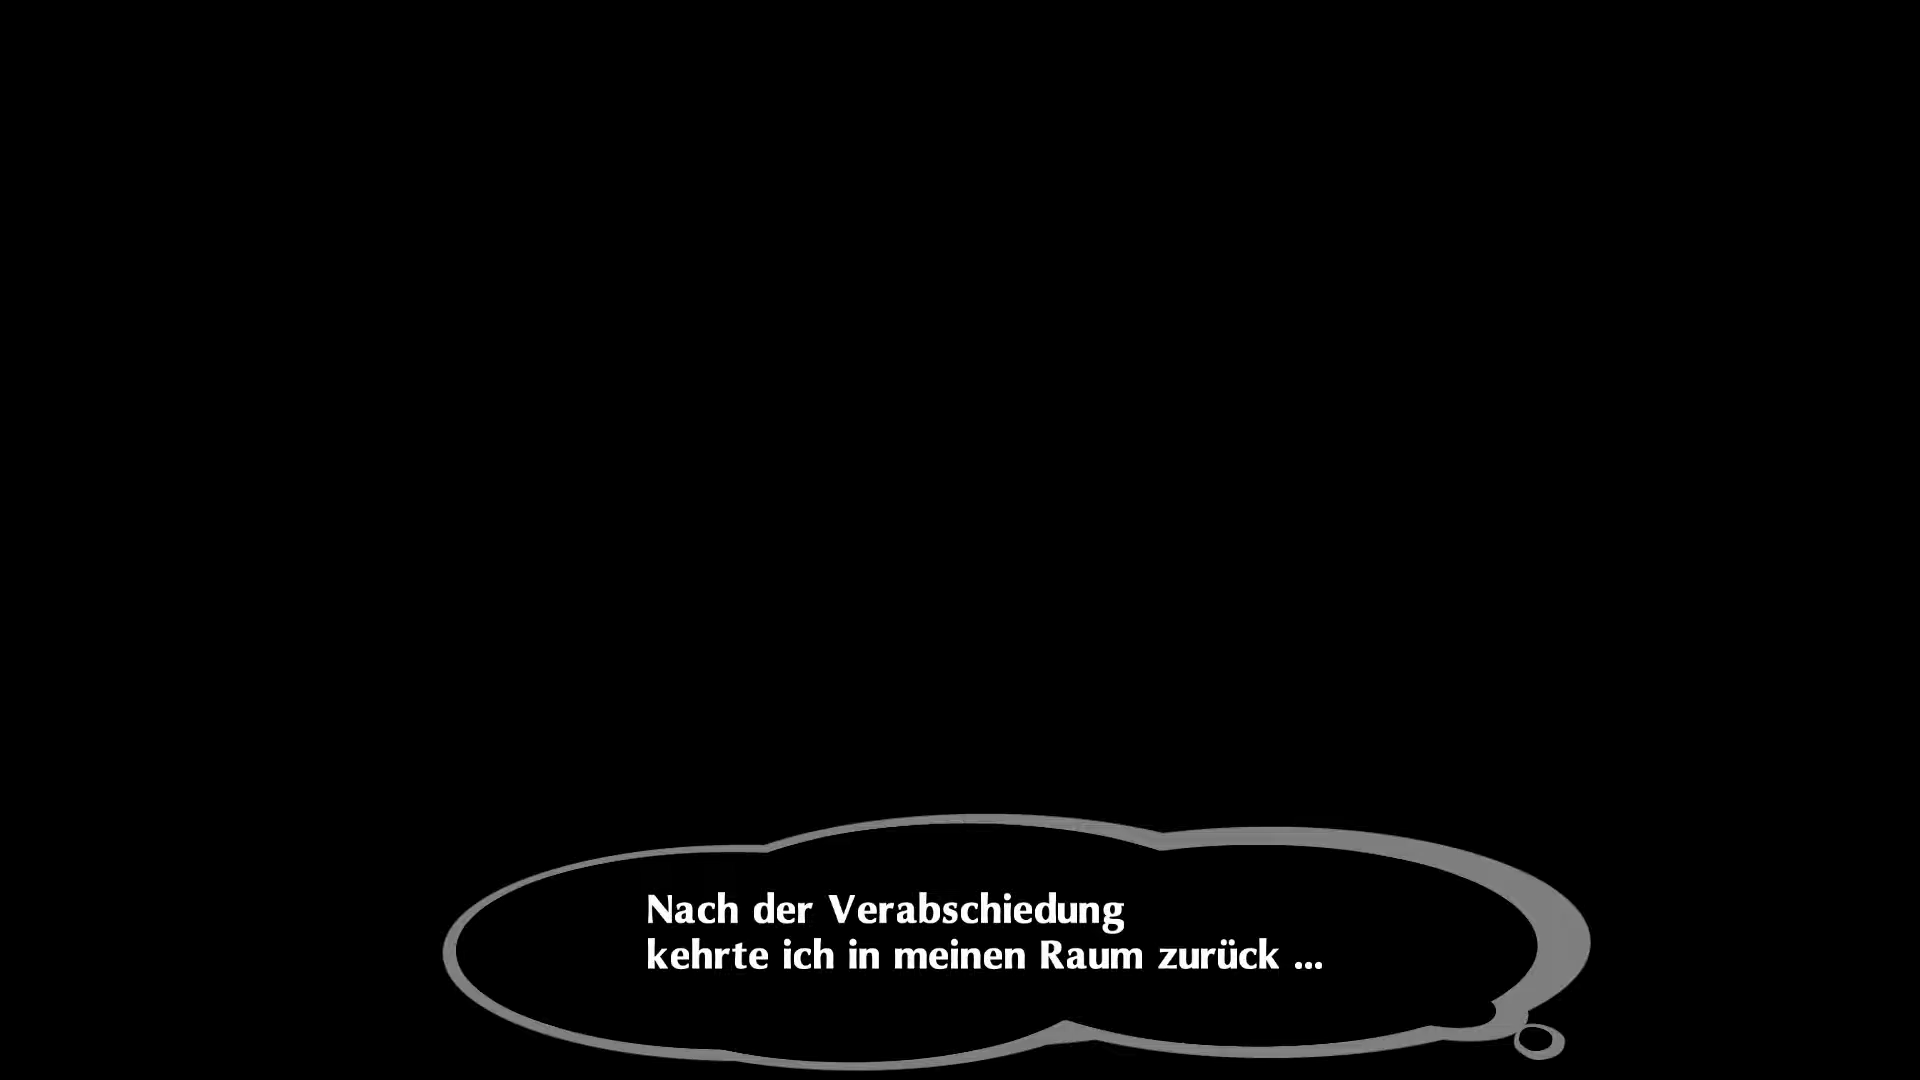 Nach der Verabschiedung
kehrte ich in meinen Raum zurück ...